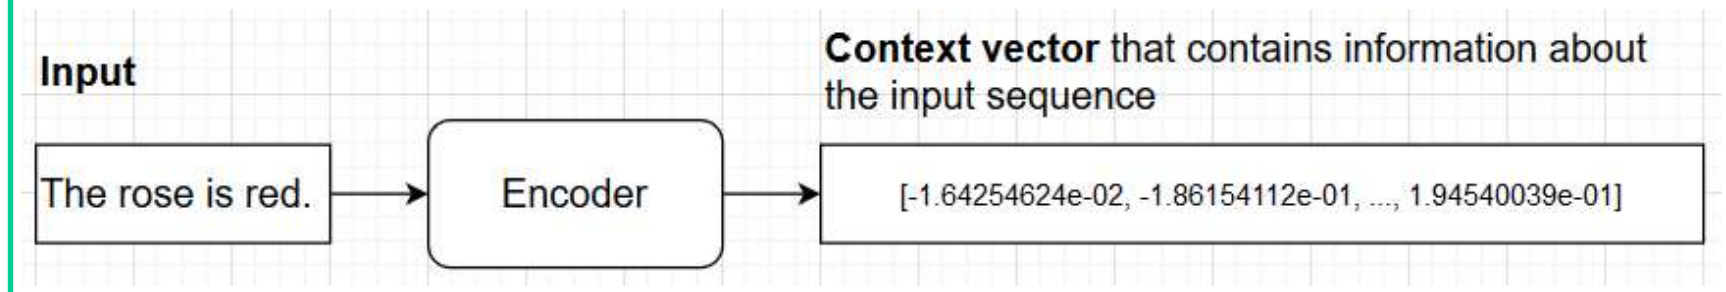 Input
Context vector that contains information about
the input sequence
The rose is red.
Encoder
[-1.64254624e-02, -1.86154112e-01, ..., 1.94540039e-01]